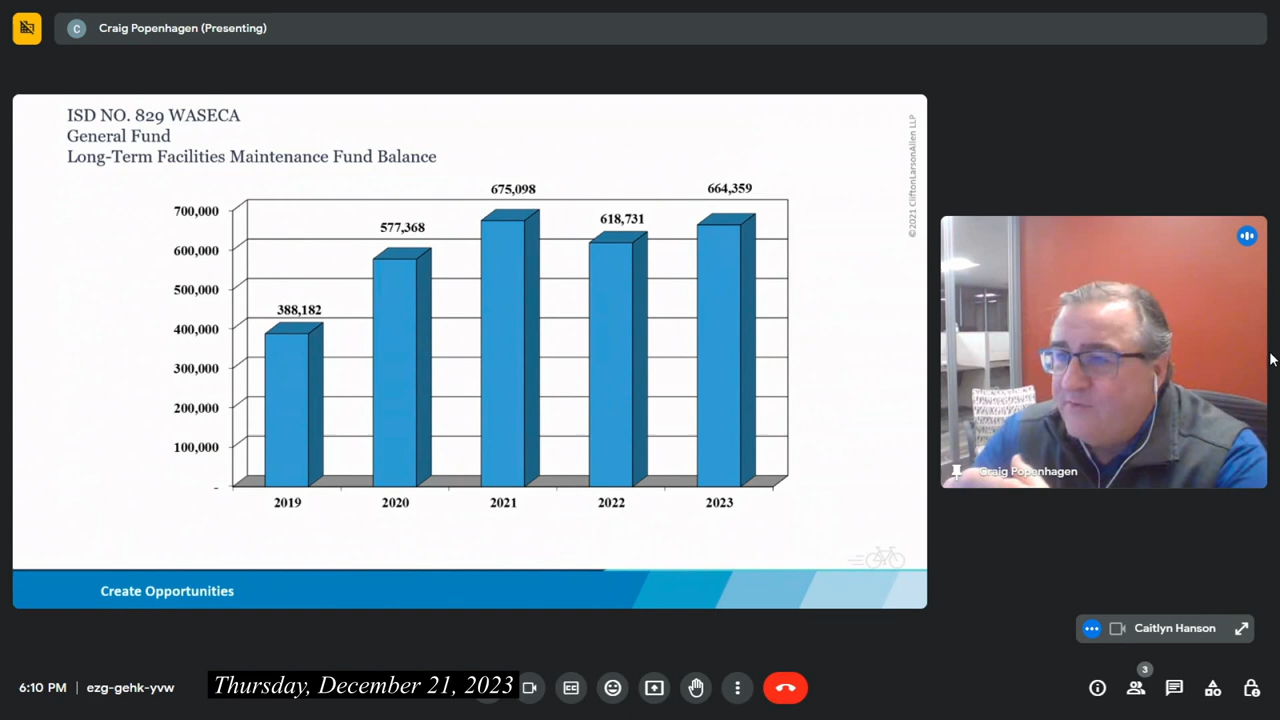 C Craig Popenhagen (Presenting)
ISD NO. 829 WASECA
General Fund
Long-Term Facilities Maintenance Fund Balance
©2021 CliftonLarsonAllen LLP
700,000
600,000
500,000
400,000
300,000
200,000
100,000
-
388,182
577,368
675,098
618,731
664,359
2019 2020 2021 2022 2023
Create Opportunities
Craig Popenhagen
Caitlyn Hanson
3
6:10 PM | ezg-gehk-yvw
Thursday, December 21, 2023
CC